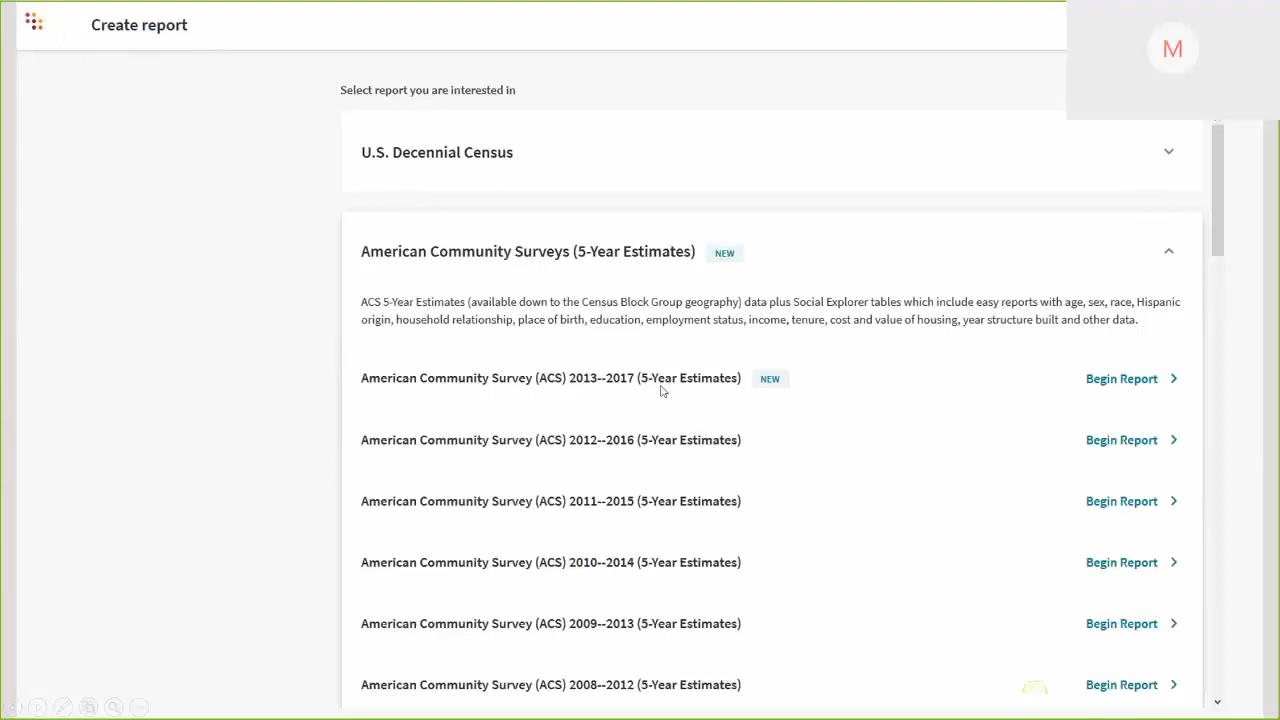 Create report
M
Select report you are interested in
U.S. Decennial Census
American Community Surveys (5-Year Estimates) NEW
ACS 5-Year Estimates (available down to the Census Block Group geography) data plus Social Explorer tables which include easy reports with age, sex, race, Hispanic
origin, household relationship, place of birth, education, employment status, income, tenure, cost and value of housing, year structure built and other data.
American Community Survey (ACS) 2013--2017 (5-Year Estimates) NEW Begin Report
American Community Survey (ACS) 2012--2016 (5-Year Estimates) Begin Report
American Community Survey (ACS) 2011--2015 (5-Year Estimates) Begin Report
American Community Survey (ACS) 2010--2014 (5-Year Estimates) Begin Report
American Community Survey (ACS) 2009--2013 (5-Year Estimates) Begin Report
American Community Survey (ACS) 2008--2012 (5-Year Estimates) Begin Report